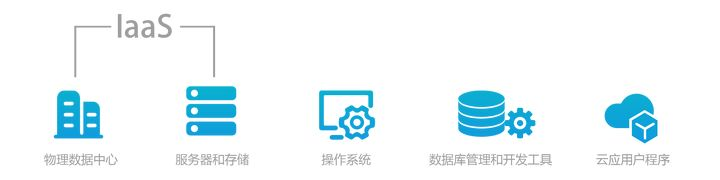 IaaS
物理数据中心
服务器和存储
操作系统
数据库管理和开发工具
云应用户程序